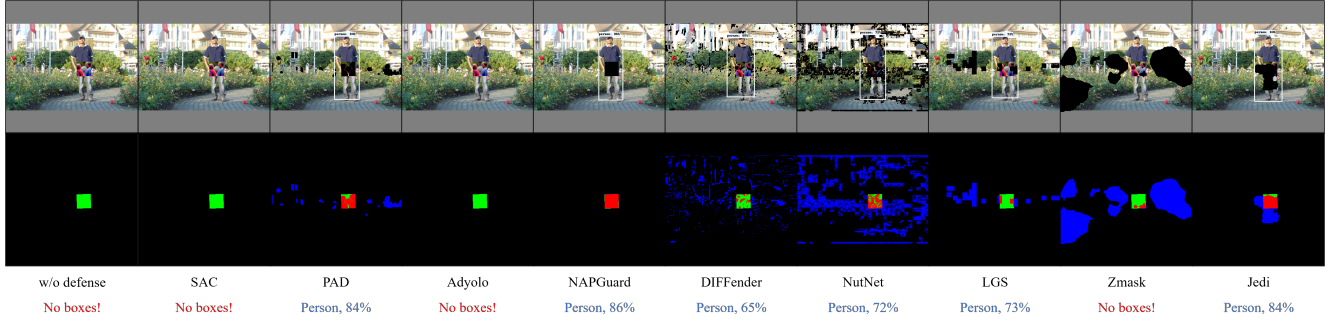 w/o defense SAC PAD Adyolo NAPGuard DIFFender NutNet LGS Zmask Jedi
No boxes! No boxes! Person, 84% No boxes! Person, 86% Person, 65% Person, 72% Person, 73% No boxes! Person, 84%